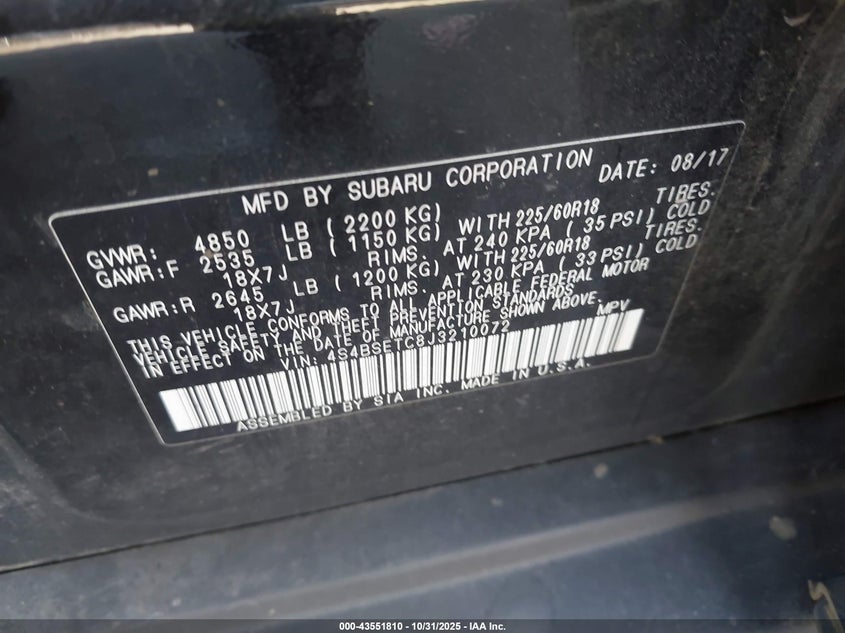 MFD BY SUBARU CORPORATION DATE: 08/17
GVWR: 4850 LB ( 2200 KG)
GAWR:F 2535 LB ( 1150 KG) WITH 225/60R18 TIRES.
18X7J RIMS. AT 240 KPA ( 35 PSI) COLD
GAWR:R 2645 LB ( 1200 KG) WITH 225/60R18 TIRES.
18X7J RIMS. AT 230 KPA ( 33 PSI) COLD
THIS VEHICLE CONFORMS TO ALL APPLICABLE FEDERAL MOTOR
VEHICLE SAFETY AND THEFT PREVENTION STANDARDS
IN EFFECT ON THE DATE OF MANUFACTURE SHOWN ABOVE.
VIN: 4S4BSETC8J3210072 MPV
ASSEMBLED BY SIA INC. MADE IN U.S.A.
000-43551810 - 10/31/2025 - IAA Inc.